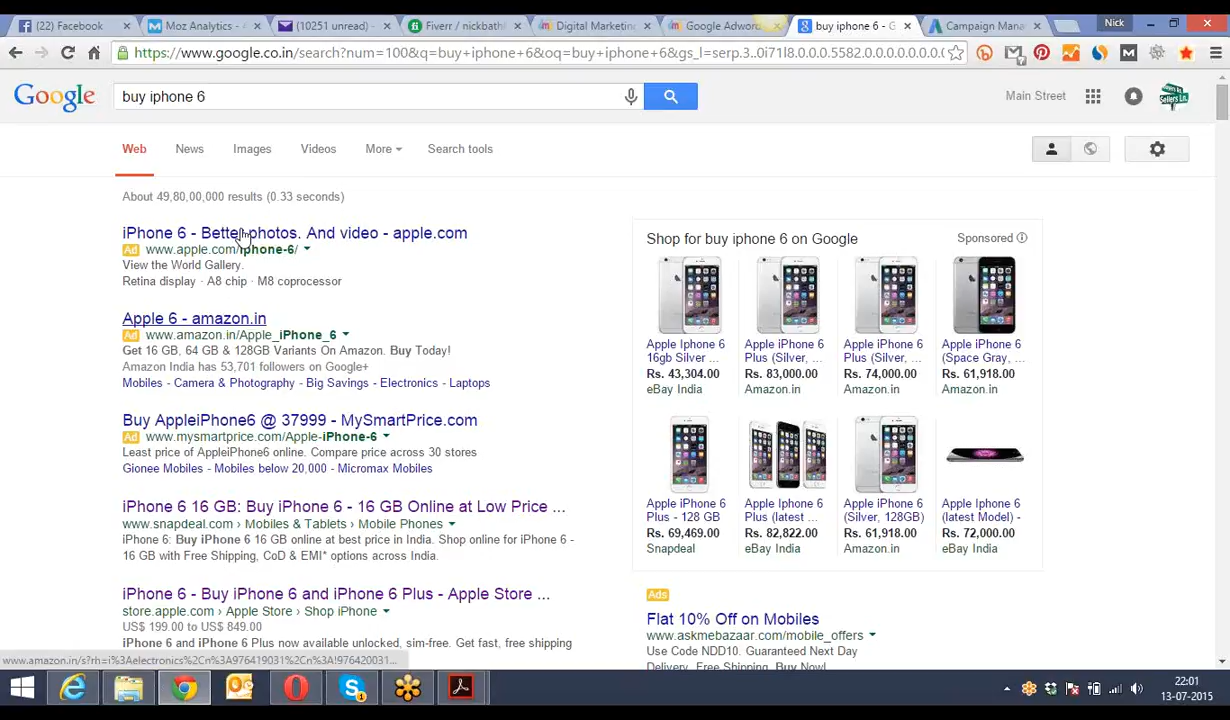 (22) Facebook
Moz Analytics - 
(10251 unread) -
Fiverr / nickbath
Digital Marketing
Google Adword
buy iphone 6 - G
Campaign Mana
Nick
https://www.google.co.in/search?num=100&q=buy+iphone+6&oq=buy+iphone+6&gs_l=serp.3..0i71l8.0.0.0.5582.0.0.0.0.0.0.0.0.
Google
buy iphone 6
Main Street
Web
News
Images
Videos
More
Search tools
About 49,80,00,000 results (0.33 seconds)
iPhone 6 - Better photos. And video - apple.com
Ad www.apple.com/iphone-6/
View the World Gallery.
Retina display · A8 chip · M8 coprocessor
Apple 6 - amazon.in
Ad www.amazon.in/Apple_iPhone_6
Get 16 GB, 64 GB & 128GB Variants On Amazon. Buy Today!
Amazon India has 53,701 followers on Google+
Mobiles - Camera & Photography - Big Savings - Electronics - Laptops
Buy AppleiPhone6 @ 37999 - MySmartPrice.com
Ad www.mysmartprice.com/Apple-iPhone-6
Least price of AppleiPhone6 online. Compare price across 30 stores
Gionee Mobiles - Mobiles below 20,000 - Micromax Mobiles
iPhone 6 16 GB: Buy iPhone 6 - 16 GB Online at Low Price ...
www.snapdeal.com › Mobiles & Tablets › Mobile Phones
iPhone 6: Buy iPhone 6 16 GB online at best price in India. Shop online for iPhone 6 -
16 GB with Free Shipping, CoD & EMI* options across India.
iPhone 6 - Buy iPhone 6 and iPhone 6 Plus - Apple Store ...
store.apple.com › Apple Store › Shop iPhone
US$ 199.00 to US$ 849.00
iPhone 6 and iPhone 6 Plus now available unlocked, sim-free. Get fast, free shipping
Shop for buy iphone 6 on Google
Sponsored
Apple Iphone 6
16gb Silver ...
Rs. 43,304.00
eBay India
Apple iPhone 6
Plus (Silver, ...
Rs. 83,000.00
Amazon.in
Apple iPhone 6
Plus (Silver, ...
Rs. 74,000.00
Amazon.in
Apple iPhone 6
(Space Gray, ...
Rs. 61,918.00
Amazon.in
Apple iPhone 6
Plus - 128 GB
Rs. 69,469.00
Snapdeal
Apple Iphone 6
Plus (latest ...
Rs. 82,822.00
eBay India
Apple iPhone 6
(Silver, 128GB)
Rs. 61,918.00
Amazon.in
Apple Iphone 6
(latest Model) -
Rs. 72,000.00
eBay India
Ads
Flat 10% Off on Mobiles
www.askmebazaar.com/mobile_offers
Use Code NDD10. Guaranteed Next Day
Delivery. Free Shipping. Buy Now!
www.amazon.in/s?rh=i%3Aelectronics%2Cn%3A976419031%2Cn%3A!976420031...
22:01
13-07-2015